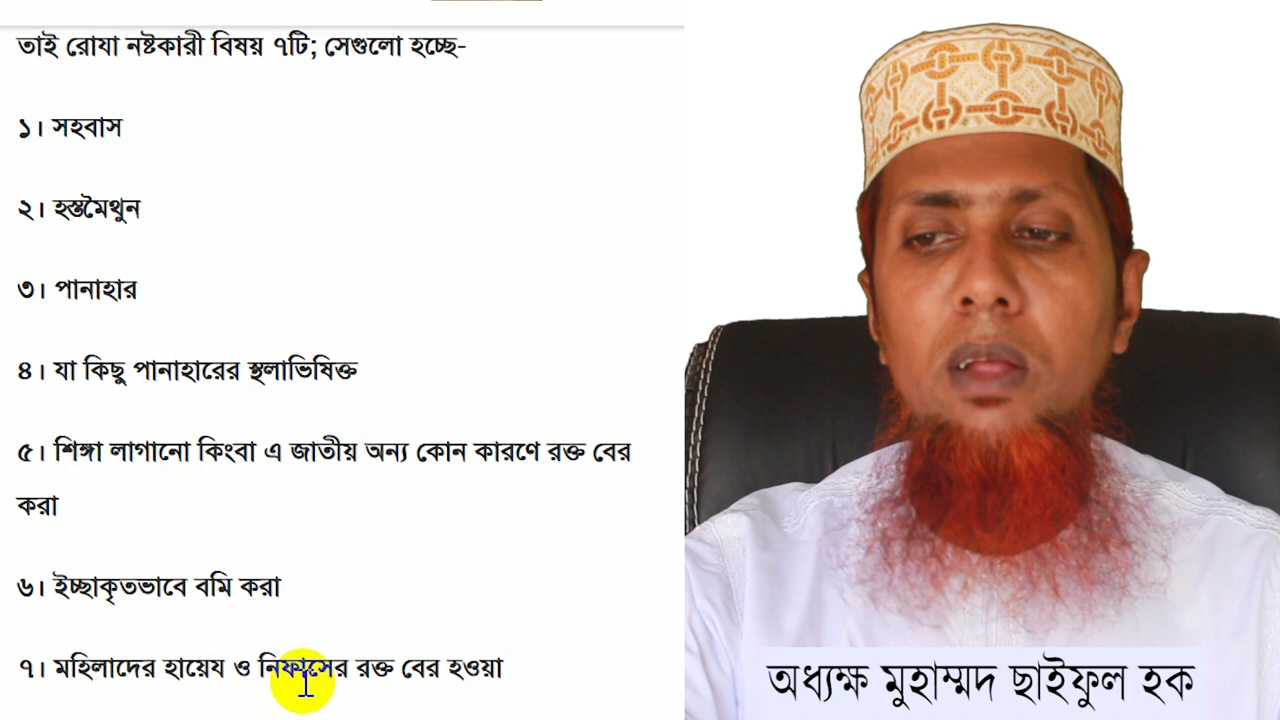 তাই রোযা নষ্টকারী বিষয় ৭টি; সেগুলো হচ্ছে-
১। সহবাস
২। হস্তমৈথুন
৩। পানাহার
৪। যা কিছু পানাহারের স্থলাভিষিক্ত
৫। শিঙ্গা লাগানো কিংবা এ জাতীয় অন্য কোন কারণে রক্ত বের
করা
৬। ইচ্ছাকৃতভাবে বমি করা
৭। মহিলাদের হায়েয ও নিফাসের রক্ত বের হওয়া
অধ্যক্ষ মুহাম্মদ ছাইফুল হক